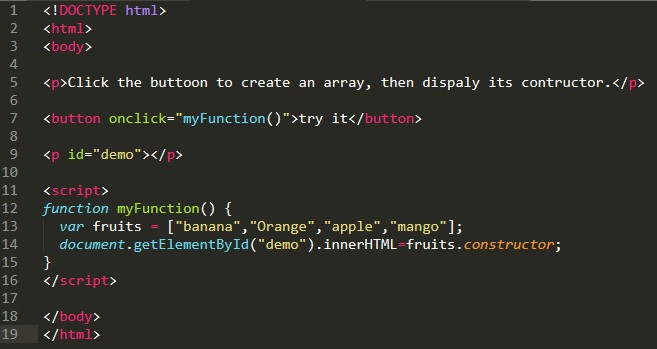 1 <!DOCTYPE html>
2 <html>
3 <body>
4
5 <p>Click the buttoon to create an array, then dispaly its contructor.</p>
6
7 <button onclick="myFunction()">try it</button>
8
9 <p id="demo"></p>
10
11 <script>
12 function myFunction() {
13   var fruits = ["banana","Orange","apple","mango"];
14   document.getElementById("demo").innerHTML=fruits.constructor;
15 }
16 </script>
17
18 </body>
19 </html>